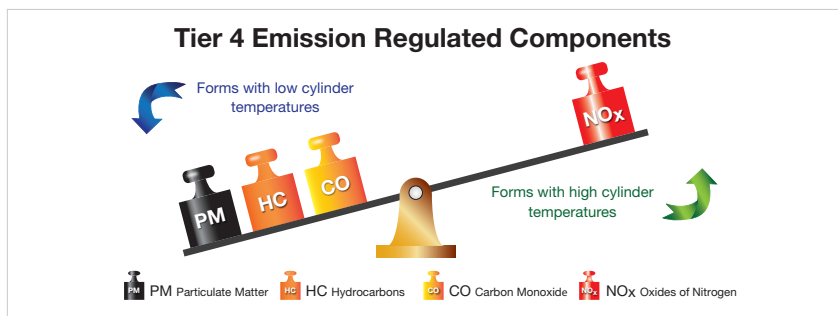 Tier 4 Emission Regulated Components
Forms with low cylinder
temperatures
NOx
PM
HC
CO
Forms with high cylinder
temperatures
PM PM Particulate Matter HC HC Hydrocarbons CO CO Carbon Monoxide NOx NOx Oxides of Nitrogen